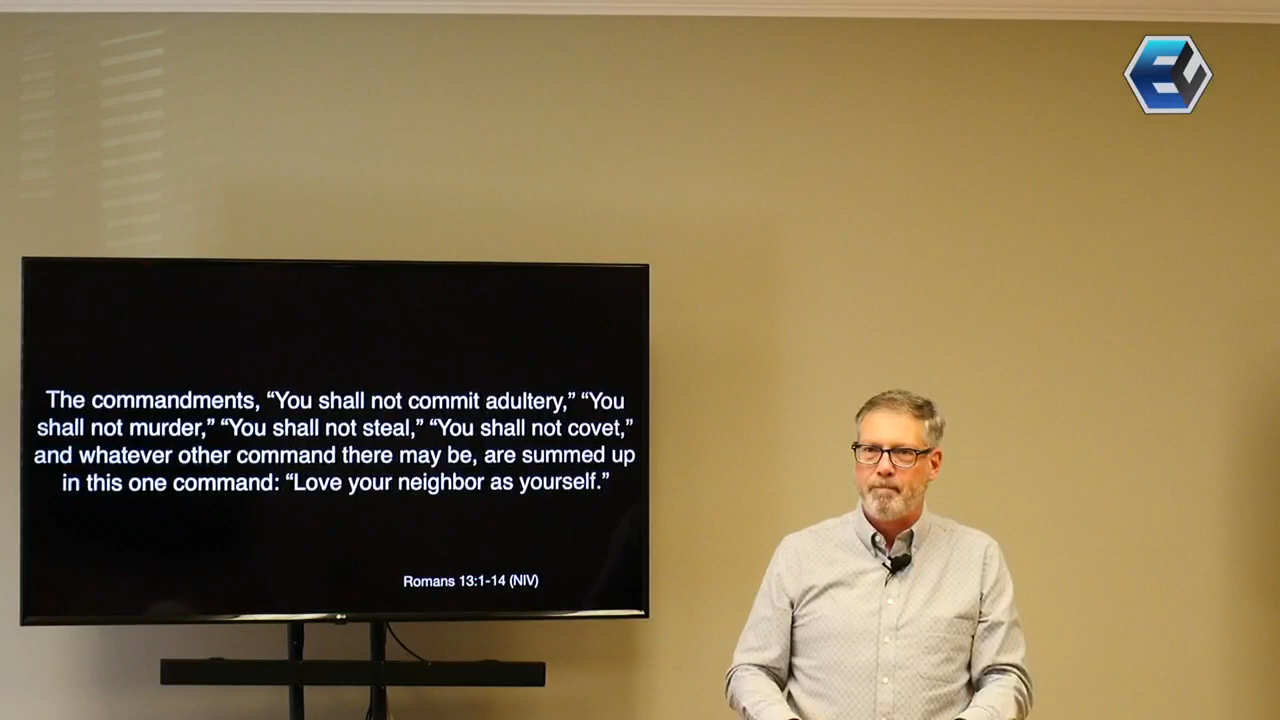 The commandments, “You shall not commit adultery,” “You
shall not murder,” “You shall not steal,” “You shall not covet,”
and whatever other command there may be, are summed up
in this one command: “Love your neighbor as yourself.”
Romans 13:1-14 (NIV)